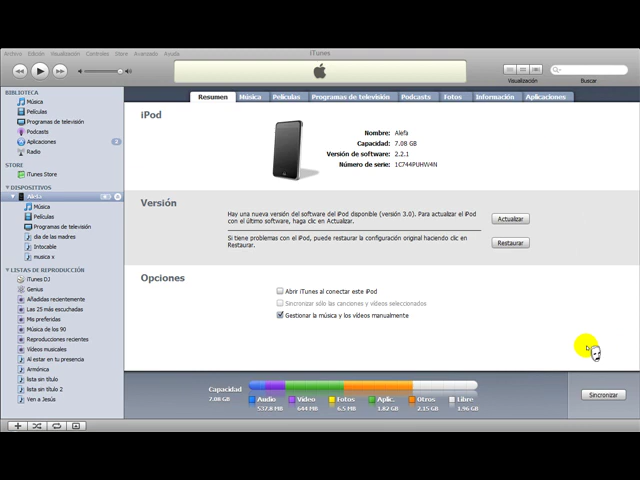 iTunes
Archivo Edición Visualización Controles Store Avanzado Ayuda
Visualización
Buscar
BIBLIOTECA
Música
Películas
Programas de televisión
Podcasts
Aplicaciones
Radio
STORE
iTunes Store
DISPOSITIVOS
Alefa
Música
Películas
Programas de televisión
dia de las madres
Intocable
musica x
LISTAS DE REPRODUCCIÓN
iTunes DJ
Genius
Añadidas recientemente
Las 25 más escuchadas
Mis preferidas
Música de los 90
Reproducciones recientes
Vídeos musicales
Al estar en tu presencia
Armónica
lista sin título
lista sin título 2
Ven a Jesús
Resumen Música Películas Programas de televisión Podcasts Fotos Información Aplicaciones
iPod
Nombre: Alefa
Capacidad: 7.08 GB
Versión de software: 2.2.1
Número de serie: 1C744PUHW4N
Versión
Hay una nueva versión del software del iPod disponible (versión 3.0). Para actualizar el iPod
con el último software, haga clic en Actualizar.
Actualizar
Si tiene problemas con el iPod, puede restaurar la configuración original haciendo clic en
Restaurar.
Restaurar
Opciones
Abrir iTunes al conectar este iPod
Sincronizar sólo las canciones y vídeos seleccionados
Gestionar la música y los vídeos manualmente
Capacidad
7.08 GB
Audio Vídeo Fotos Aplic. Otros Libre
537.8 MB 644 MB 6.5 MB 1.82 GB 2.15 GB 1.96 GB
Sincronizar